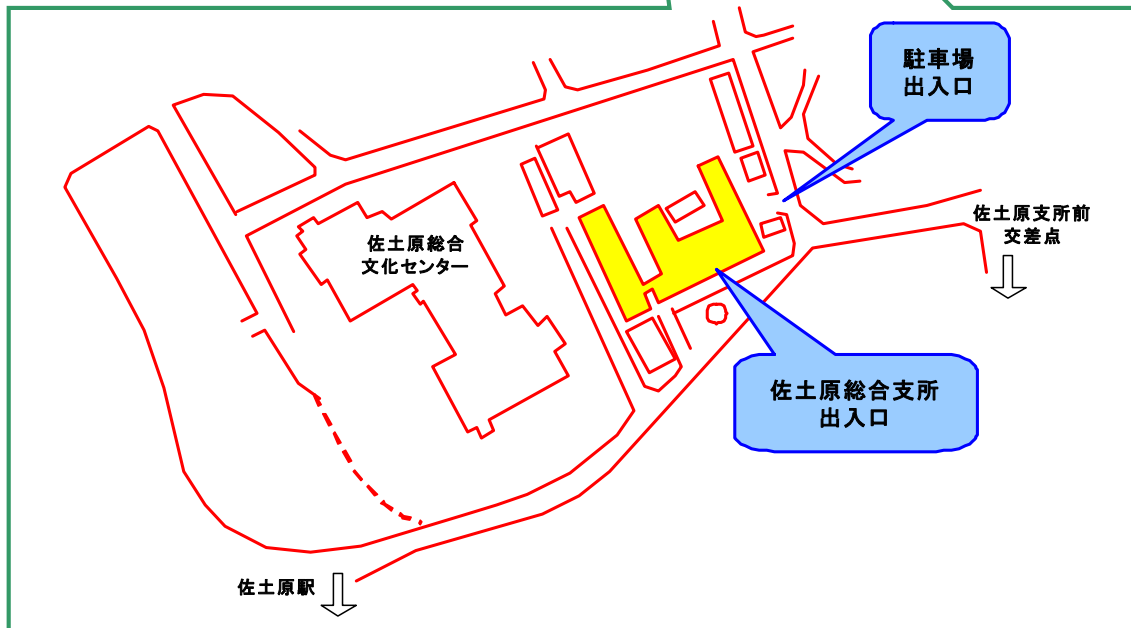 駐車場
出入口
佐土原支所前
交差点
佐土原総合
文化センター
佐土原総合支所
出入口
佐土原駅